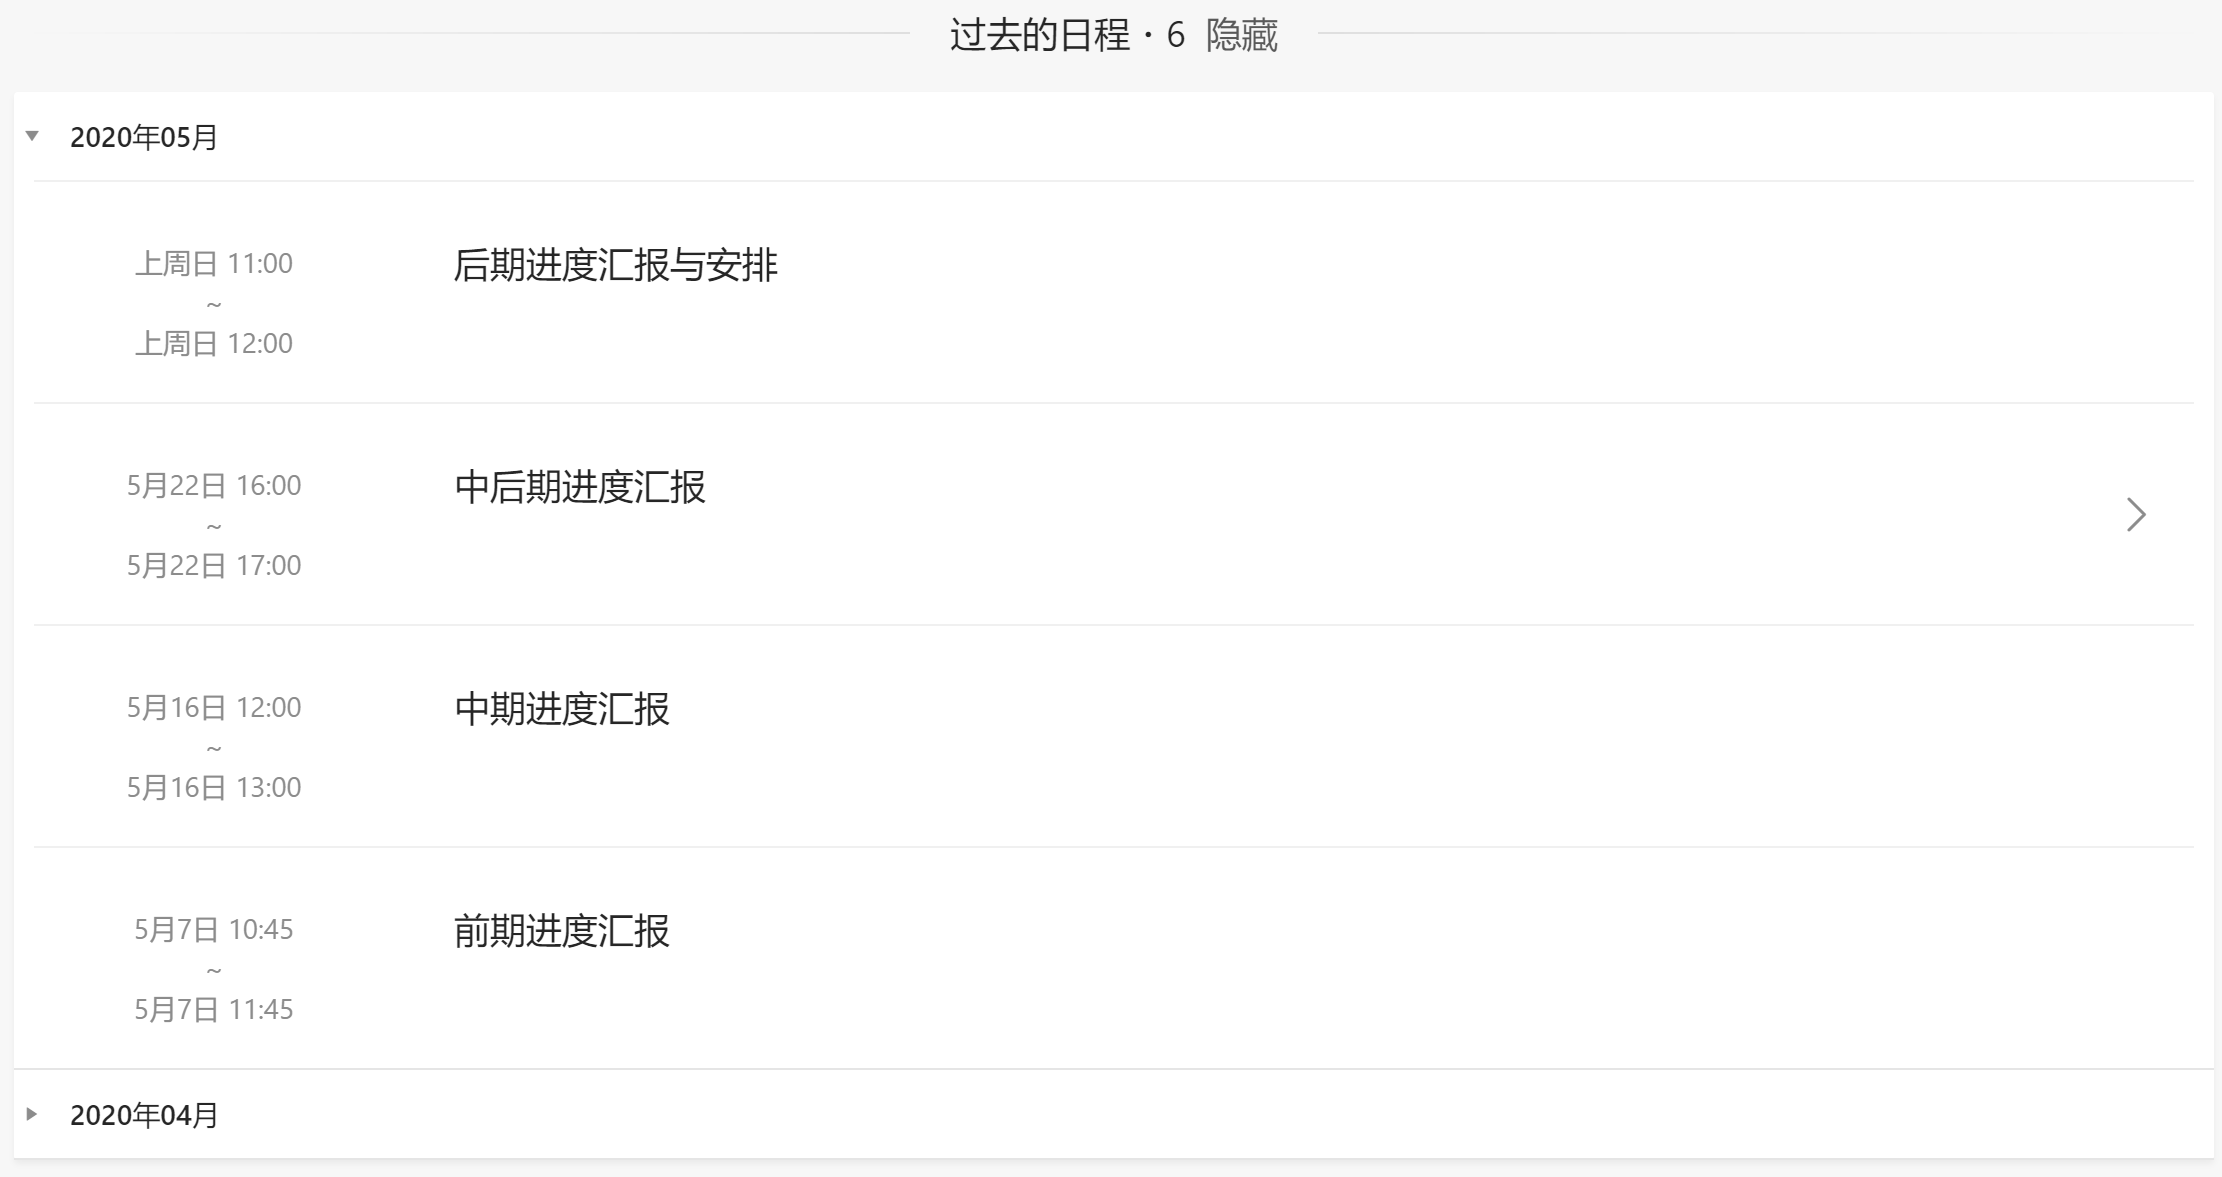 过去的日程 · 6 隐藏
2020年05月
上周日 11:00
~
上周日 12:00
后期进度汇报与安排
5月22日 16:00
~
5月22日 17:00
中后期进度汇报
5月16日 12:00
~
5月16日 13:00
中期进度汇报
5月7日 10:45
~
5月7日 11:45
前期进度汇报
2020年04月